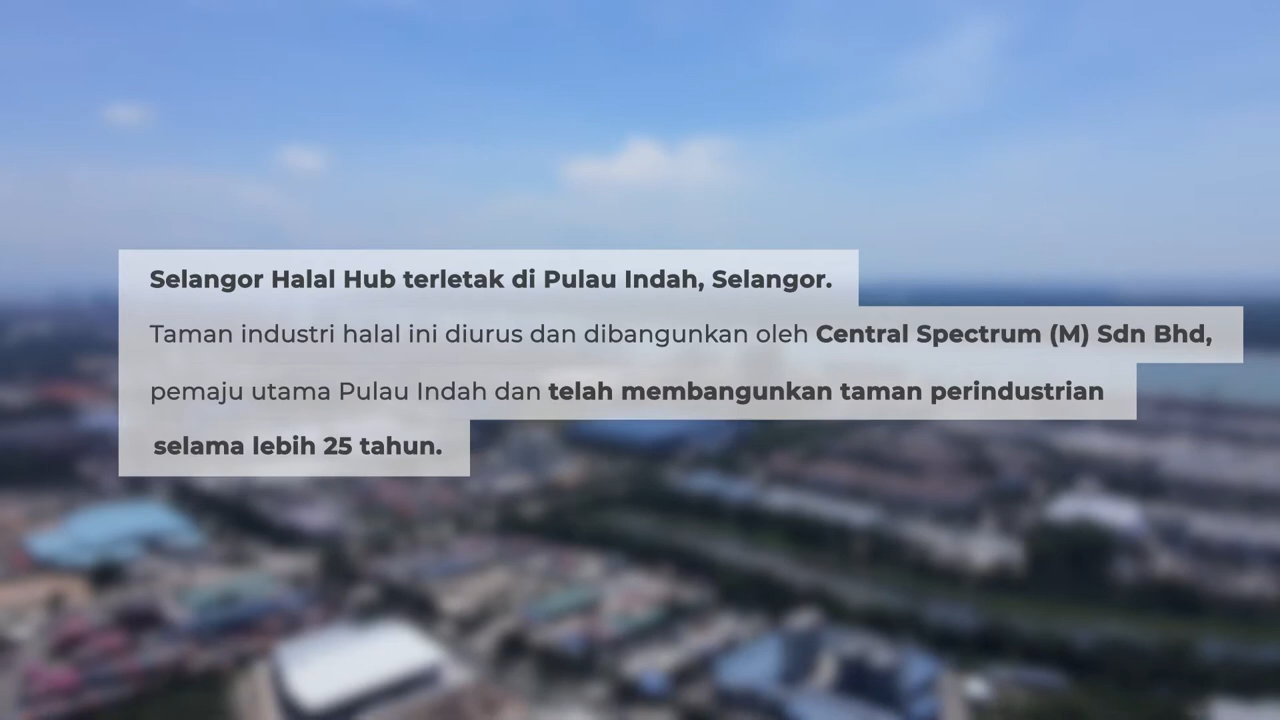 Selangor Halal Hub terletak di Pulau Indah, Selangor.
Taman industri halal ini diurus dan dibangunkan oleh Central Spectrum (M) Sdn Bhd,
pemaju utama Pulau Indah dan telah membangunkan taman perindustrian
selama lebih 25 tahun.